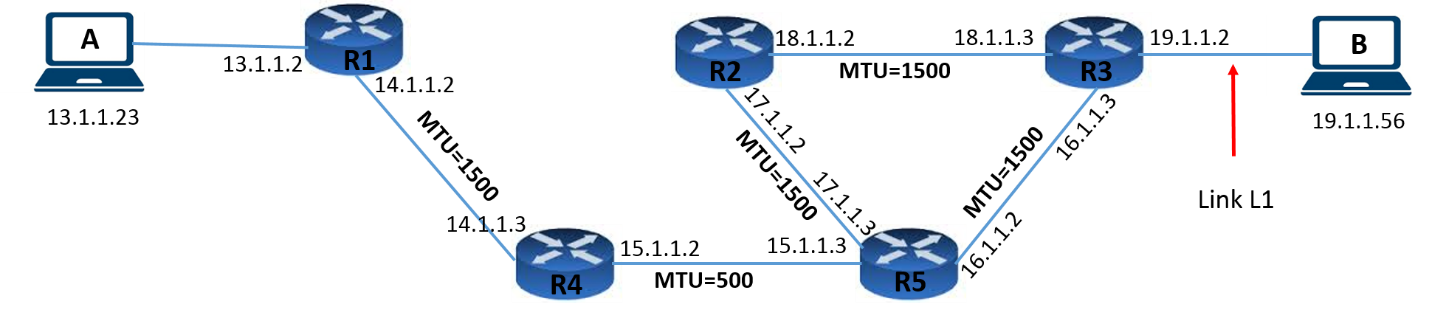 A
13.1.1.23
13.1.1.2
R1
14.1.1.2
MTU=1500
14.1.1.3
R4
15.1.1.2
15.1.1.3
MTU=500
R5
R2
18.1.1.2
18.1.1.3
MTU=1500
17.1.1.2
MTU=1500
17.1.1.3
R3
19.1.1.2
16.1.1.3
MTU=1500
16.1.1.2
B
19.1.1.56
Link L1